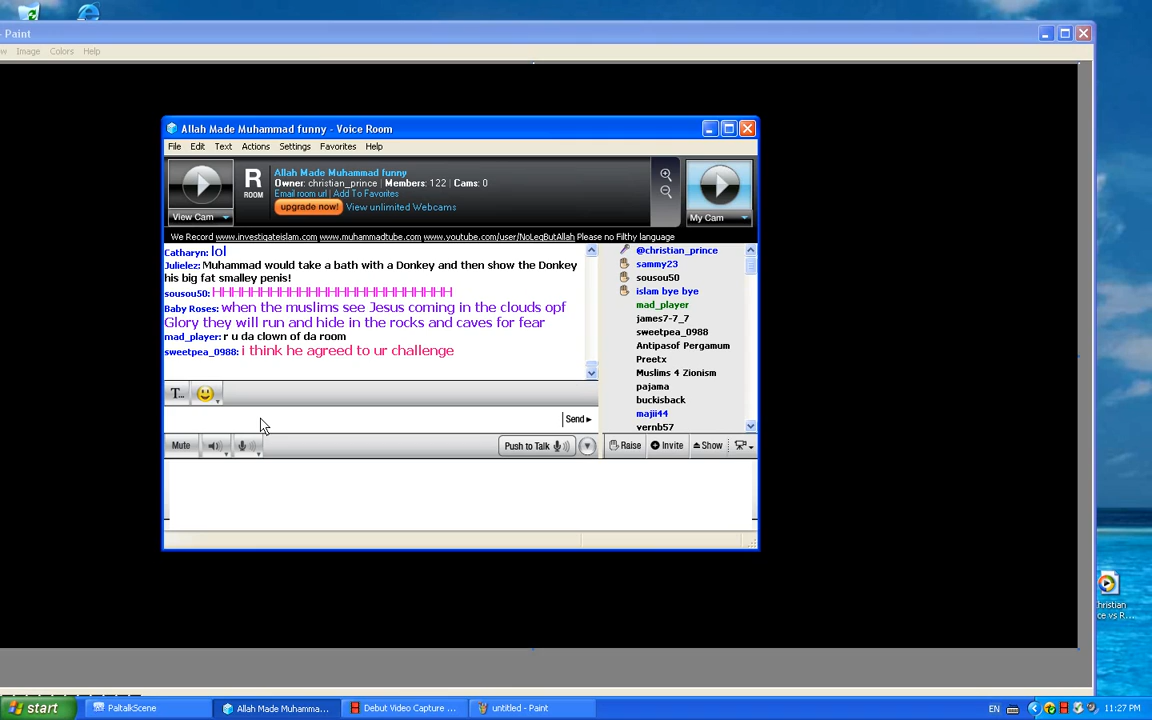 - Paint
w Image Colors Help
Allah Made Muhammad funny - Voice Room
File Edit Text Actions Settings Favorites Help
R
ROOM
Allah Made Muhammad funny
Owner: christian_prince | Members: 122 | Cams: 0
Email room url | Add To Favorites
upgrade now! View unlimited Webcams
View Cam
My Cam
We Record www.investigateislam.com www.muhammadtube.com www.youtube.com/user/NoLegButAllah Please no Filthy language
Catharyn: lol
Julielez: Muhammad would take a bath with a Donkey and then show the Donkey
his big fat smalley penis!
sousou50: HHHHHHHHHHHHHHHHHHHHHHHHH
Baby Roses: when the muslims see Jesus coming in the clouds opf
Glory they will run and hide in the rocks and caves for fear
mad_player: r u da clown of da room
sweetpea_0988: i think he agreed to ur challenge
@christian_prince
sammy23
sousou50
islam bye bye
mad_player
james7-7_7
sweetpea_0988
Antipasof Pergamum
Preetx
Muslims 4 Zionism
pajama
buckisback
majii44
vernb57
T...
Send
Mute
Push to Talk
Raise
Invite
Show
hristian
ce vs R....
start
PaltalkScene
Allah Made Muhamma...
Debut Video Capture ...
untitled - Paint
EN
11:27 PM